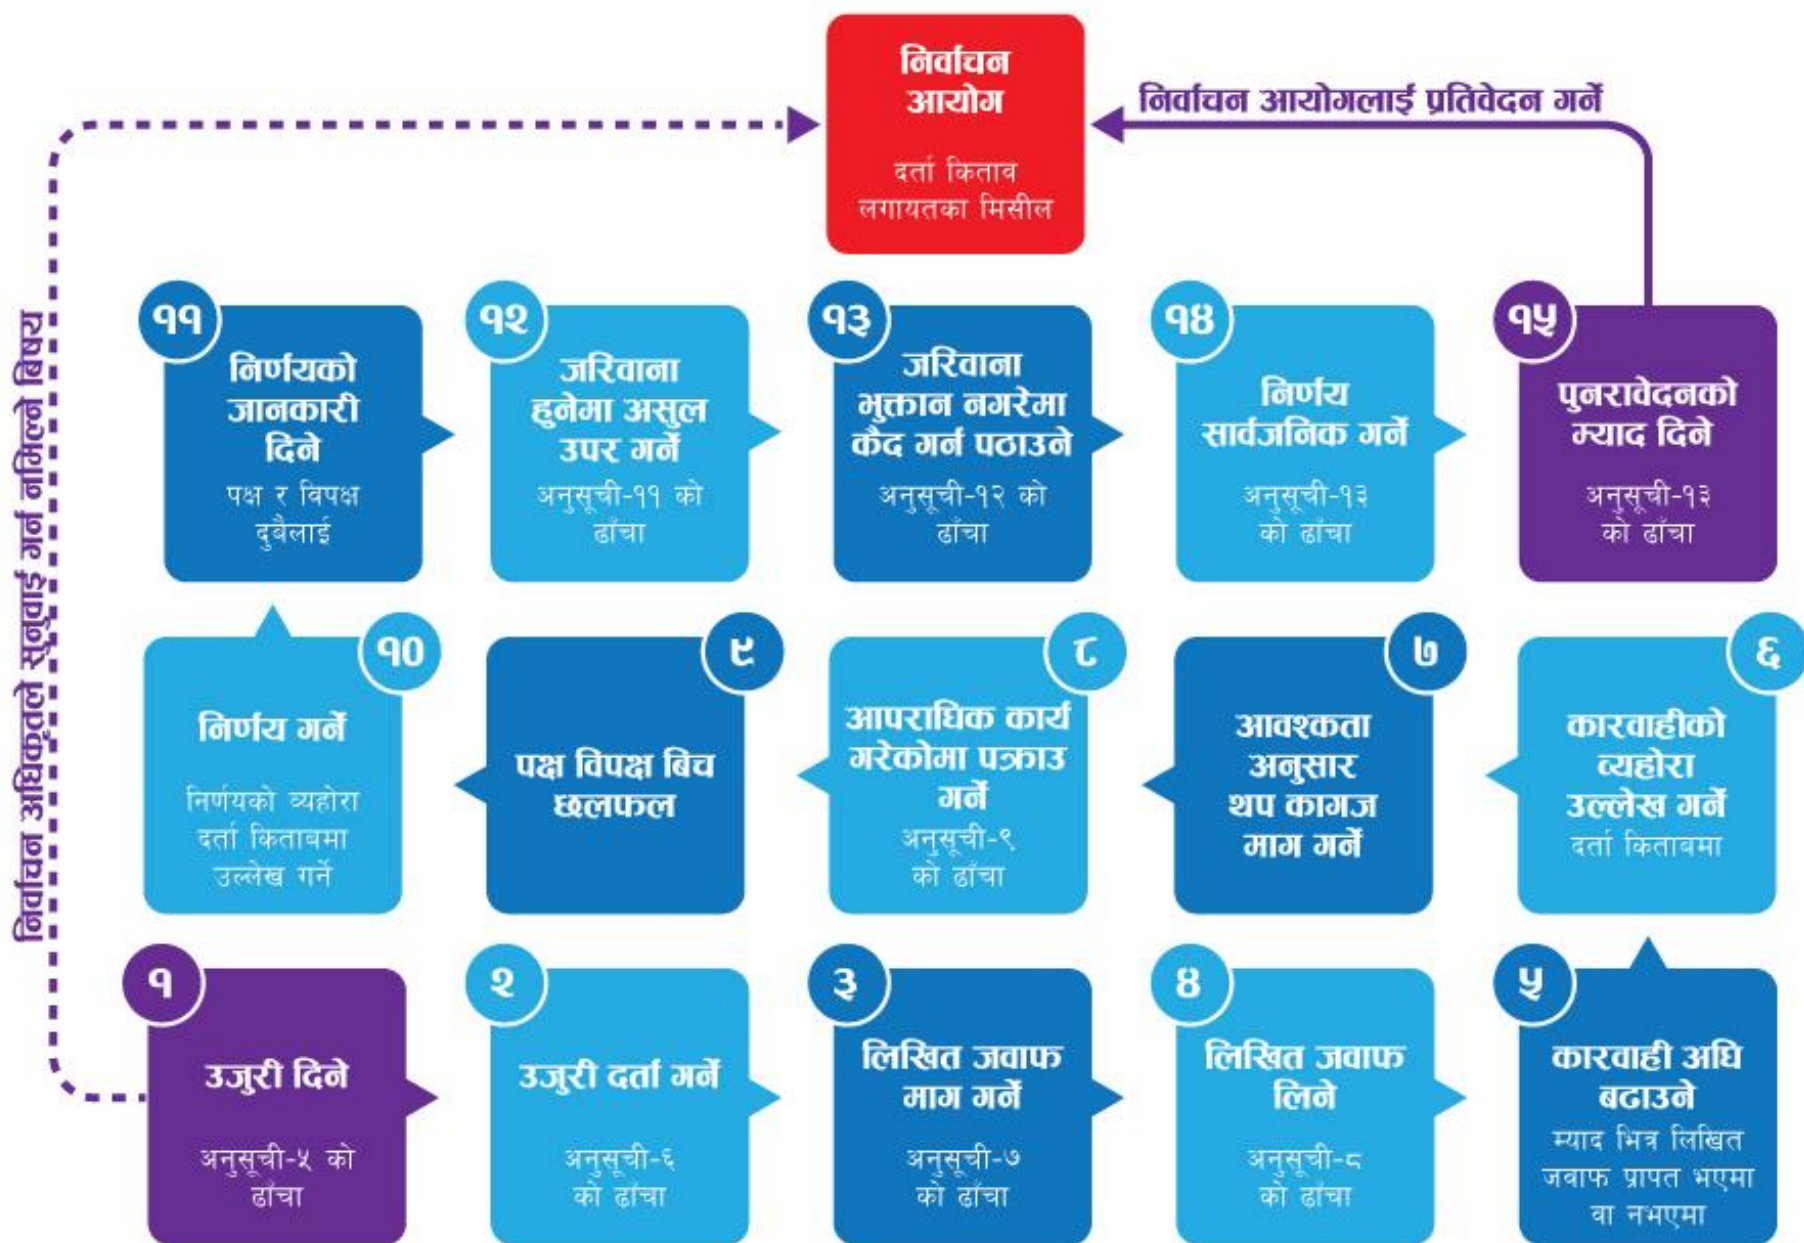 निर्वाचन
आयोग
दर्ता किताव
लगायतका मिसील
निर्वाचन आयोगलाई प्रतिवेदन गर्ने
निर्वाचन अधिकृतले सुनुवाई गर्न नमिल्ने बिषय
११
निर्णयको
जानकारी
दिने
पक्ष र विपक्ष
दुबैलाई
१२
जरिवाना
हुनेमा असुल
उपर गर्ने
अनुसूची-११ को
ढाँचा
१३
जरिवाना
भुक्तान नगरेमा
कैद गर्न पठाउने
अनुसूची-१२ को
ढाँचा
१४
निर्णय
सार्वजनिक गर्ने
अनुसूची-१३
को ढाँचा
१५
पुनरावेदनको
म्याद दिने
अनुसूची-१३
को ढाँचा
१०
निर्णय गर्ने
निर्णयको व्यहोरा
दर्ता किताबमा
उल्लेख गर्ने
९
पक्ष विपक्ष बिच
छलफल
८
आपराधिक कार्य
गरेकोमा पक्राउ
गर्ने
अनुसूची-९
को ढाँचा
७
आवश्कता
अनुसार
थप कागज
माग गर्ने
६
कारवाहीको
व्यहोरा
उल्लेख गर्ने
दर्ता किताबमा
१
उजुरी दिने
अनुसूची-५ को
ढाँचा
२
उजुरी दर्ता गर्ने
अनुसूची-६
को ढाँचा
३
लिखित जवाफ
माग गर्ने
अनुसूची-७
को ढाँचा
४
लिखित जवाफ
लिने
अनुसूची-८
को ढाँचा
५
कारवाही अघि
बढाउने
म्याद भित्र लिखित
जवाफ प्रापत भएमा
वा नभएमा